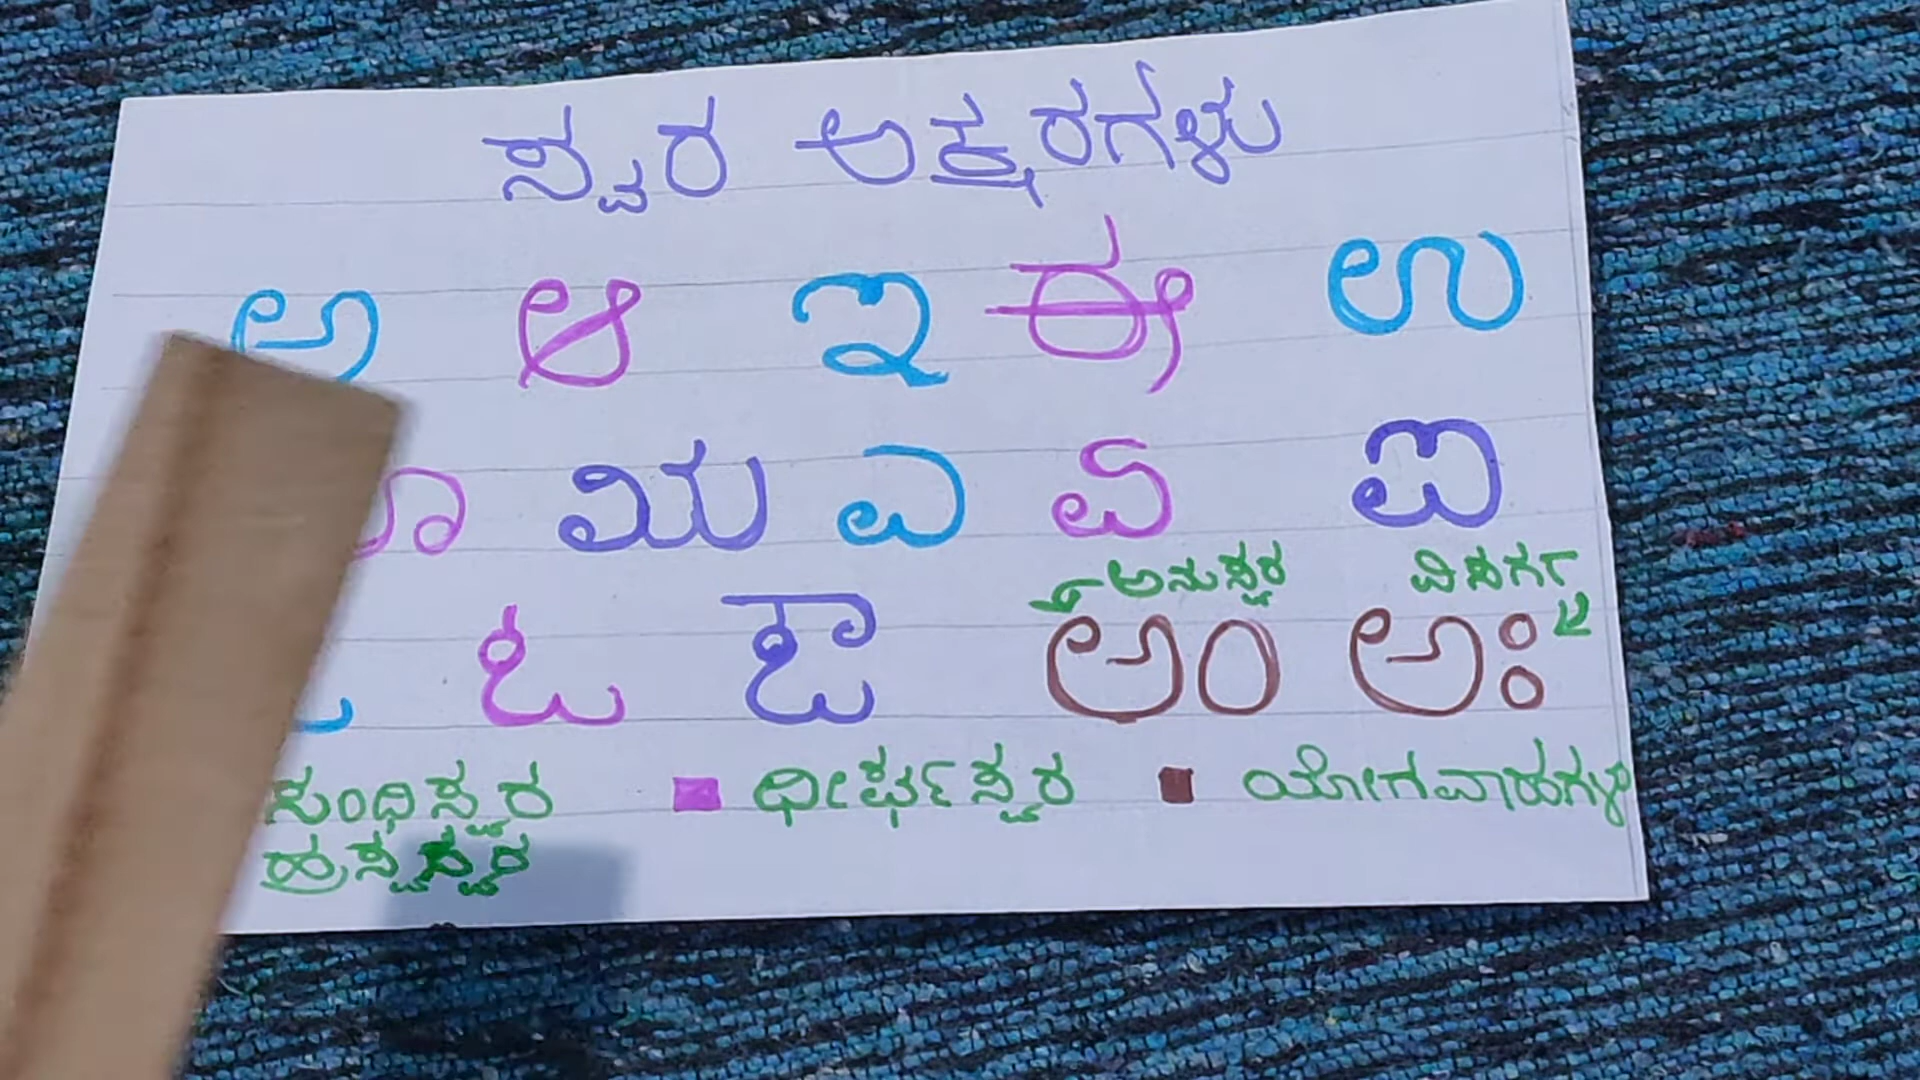 ಸ್ವರ ಅಕ್ಷರಗಳು
ಅ ಆ ಇ ಈ ಉ
ಋ ಎ ಏ ಐ
ಅನುಸ್ವರ ವಿಸರ್ಗ
ಓ ಔ ಅಂ ಅಃ
ಸಂಧಿಸ್ವರ ಧೀರ್ಘಸ್ವರ ಯೋಗವಾಹಗಳು
ಹ್ರಸ್ವಸ್ವರ